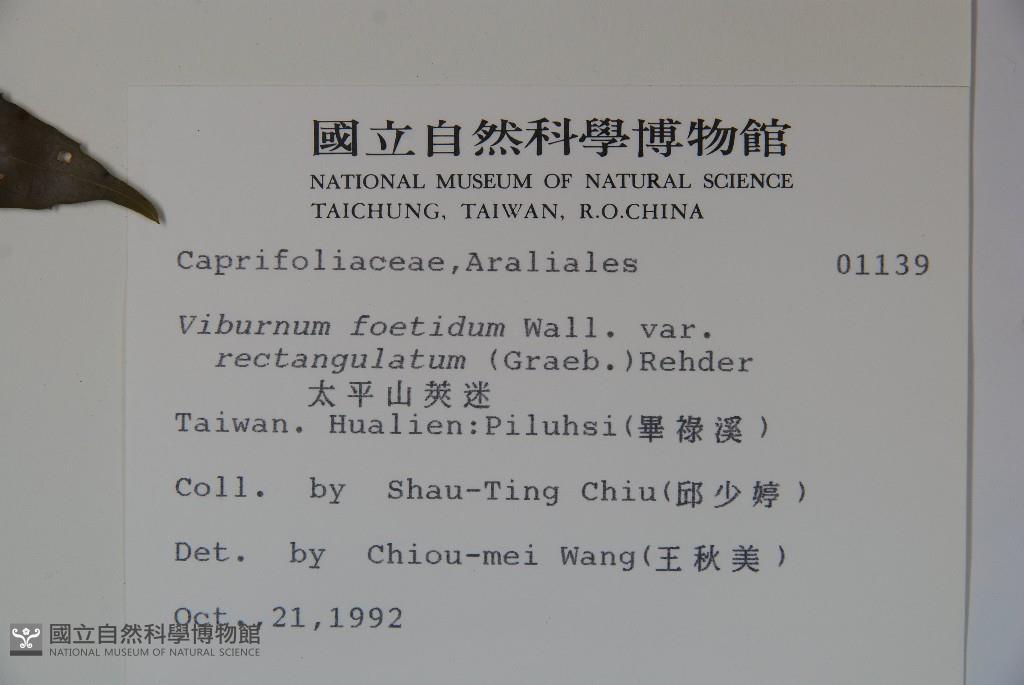 國立自然科學博物館
NATIONAL MUSEUM OF NATURAL SCIENCE
TAICHUNG, TAIWAN, R.O.CHINA
Caprifoliaceae,Araliales 01139
Viburnum foetidum Wall. var.
rectangulatum (Graeb.)Rehder
太平山莢迷
Taiwan. Hualien:Piluhsi(畢祿溪)
Coll. by Shau-Ting Chiu(邱少婷)
Det. by Chiou-mei Wang(王秋美)
Oct.,21,1992
國立自然科學博物館
NATIONAL MUSEUM OF NATURAL SCIENCE